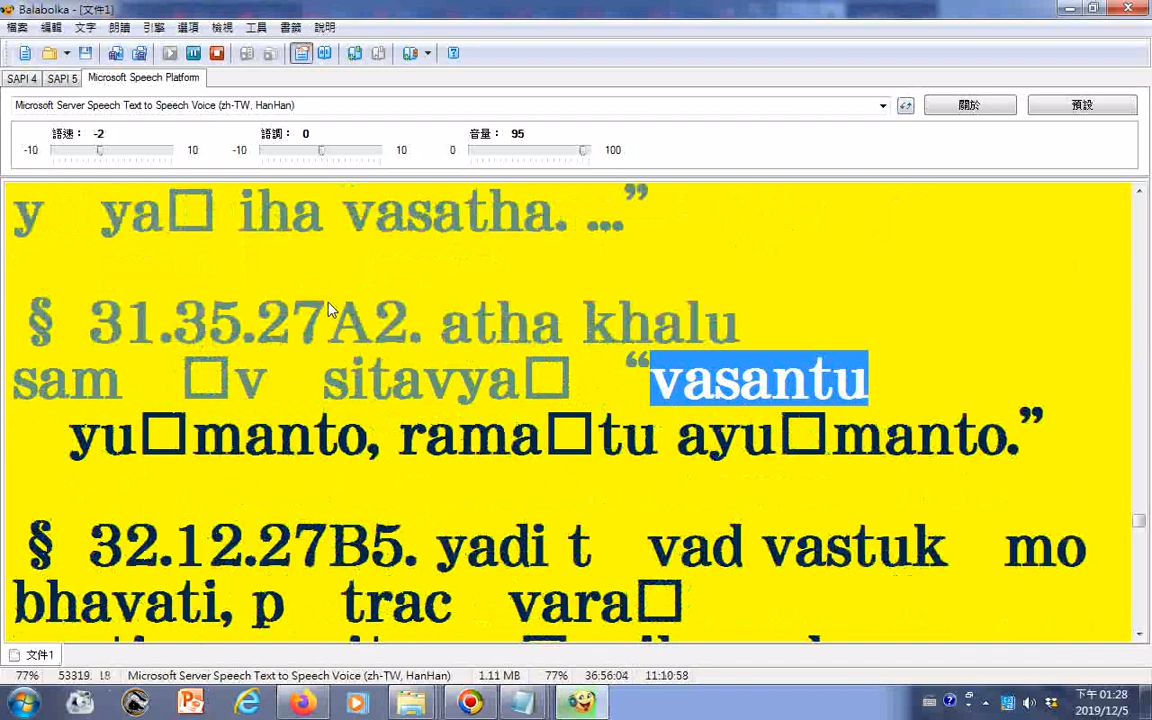 Balabolka - [文件1]
檔案 編輯 文字 朗讀 引擎 選項 檢視 工具 書籤 說明
SAPI 4 SAPI 5 Microsoft Speech Platform
Microsoft Server Speech Text to Speech Voice (zh-TW, HanHan) 關於 預設
語速： -2 語調： 0 音量： 95
-10 10 -10 10 0 100
y ya□ iha vasatha. ...”
§ 31.35.27A2. atha khalu
sam □v sitavya□ “vasantu
yu□manto, rama□tu ayu□manto.”
§ 32.12.27B5. yadi t vad vastuk mo
bhavati, p trac vara□
文件1
77% 53319, 18 Microsoft Server Speech Text to Speech Voice (zh-TW, HanHan) 1.11 MB 77% 36:56:04 11:10:58
下午 01:28
2019/12/5